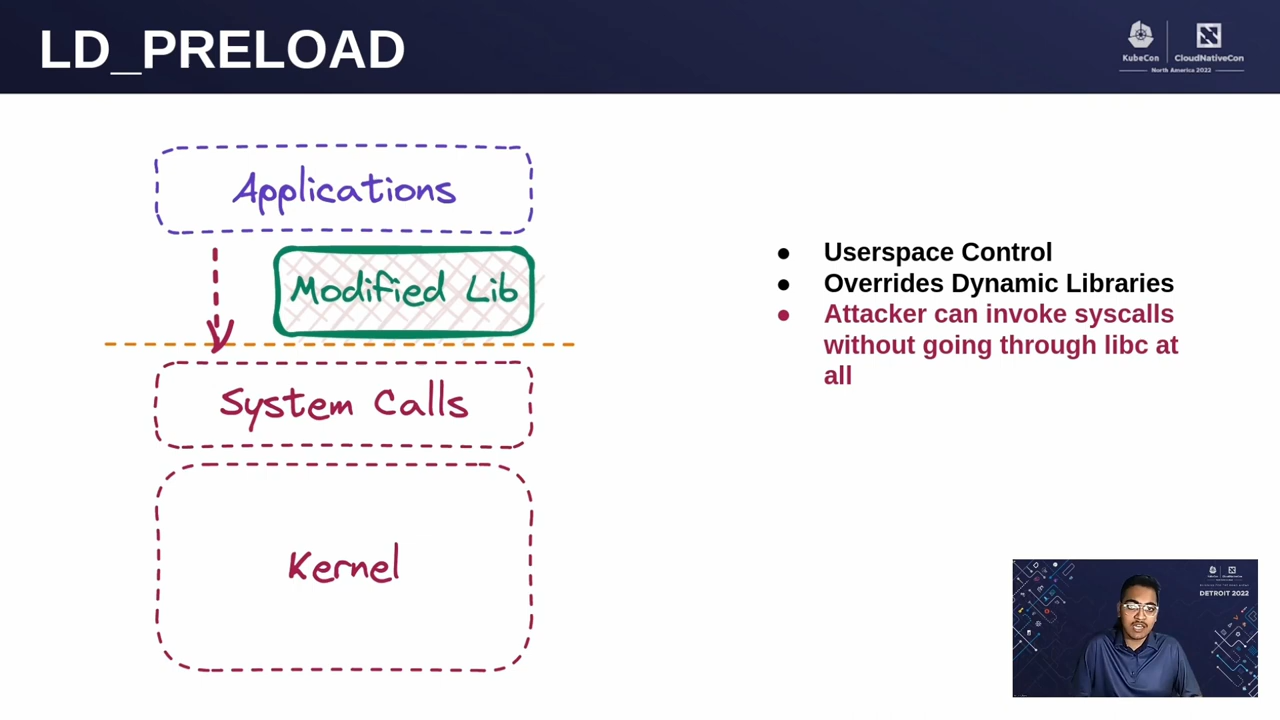 LD_PRELOAD
KubeCon
CloudNativeCon
North America 2022
Applications
Modified Lib
System Calls
Kernel
● Userspace Control
● Overrides Dynamic Libraries
● Attacker can invoke syscalls
without going through libc at
all
DETROIT 2022